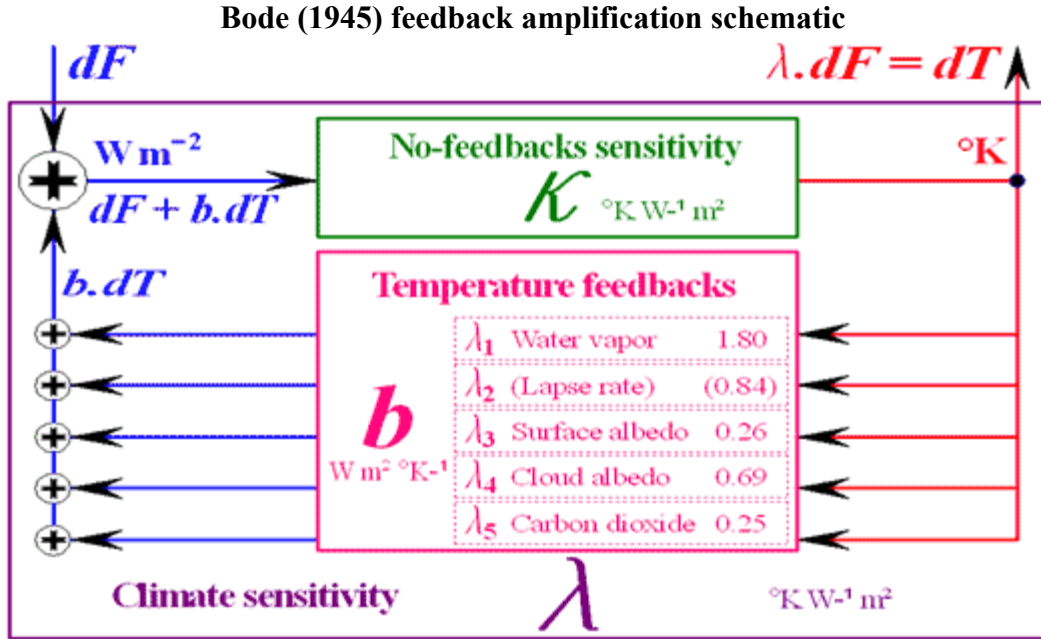 Bode (1945) feedback amplification schematic
dF
λ.dF = dT
W m⁻²
dF + b.dT
No-feedbacks sensitivity
K °K W-¹ m²
°K
b.dT
Temperature feedbacks
b
W m² °K-¹
λ₁ Water vapor 1.80
λ₂ (Lapse rate) (0.84)
λ₃ Surface albedo 0.26
λ₄ Cloud albedo 0.69
λ₅ Carbon dioxide 0.25
Climate sensitivity λ °K W-¹ m²